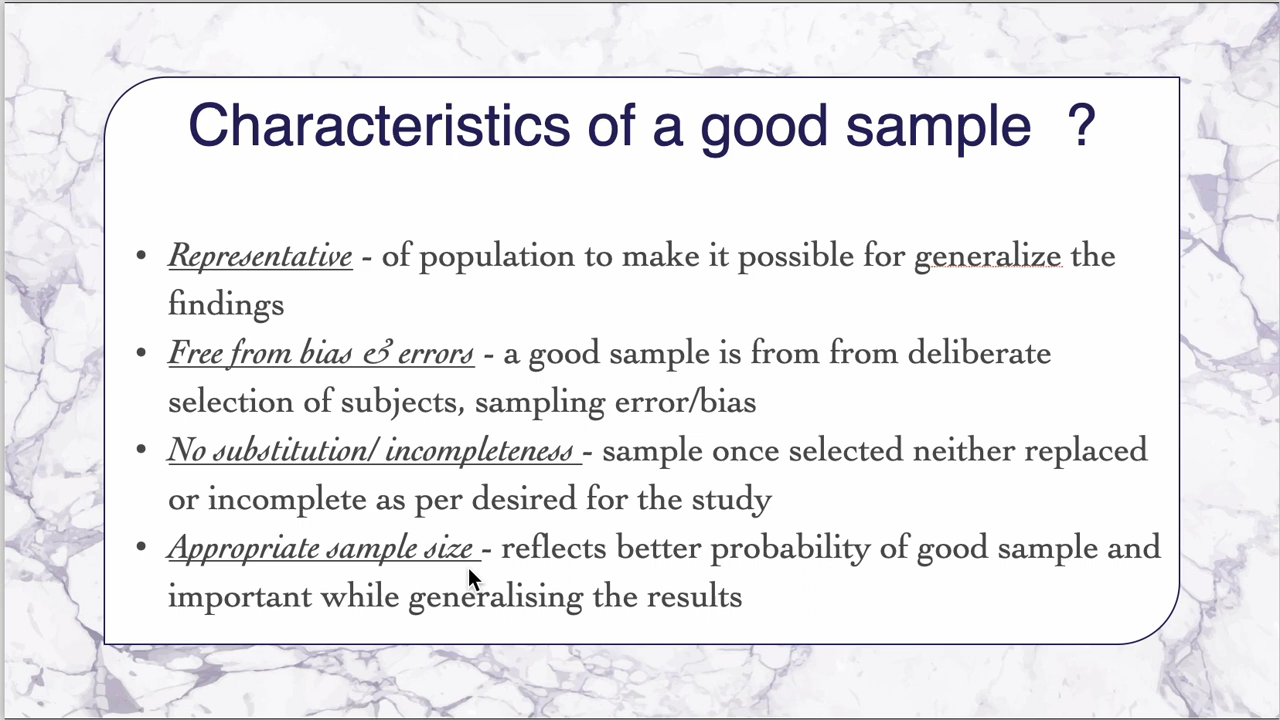 Characteristics of a good sample ?
• Representative - of population to make it possible for generalize the
findings
• Free from bias & errors - a good sample is from from deliberate
selection of subjects, sampling error/bias
• No substitution/ incompleteness - sample once selected neither replaced
or incomplete as per desired for the study
• Appropriate sample size - reflects better probability of good sample and
important while generalising the results